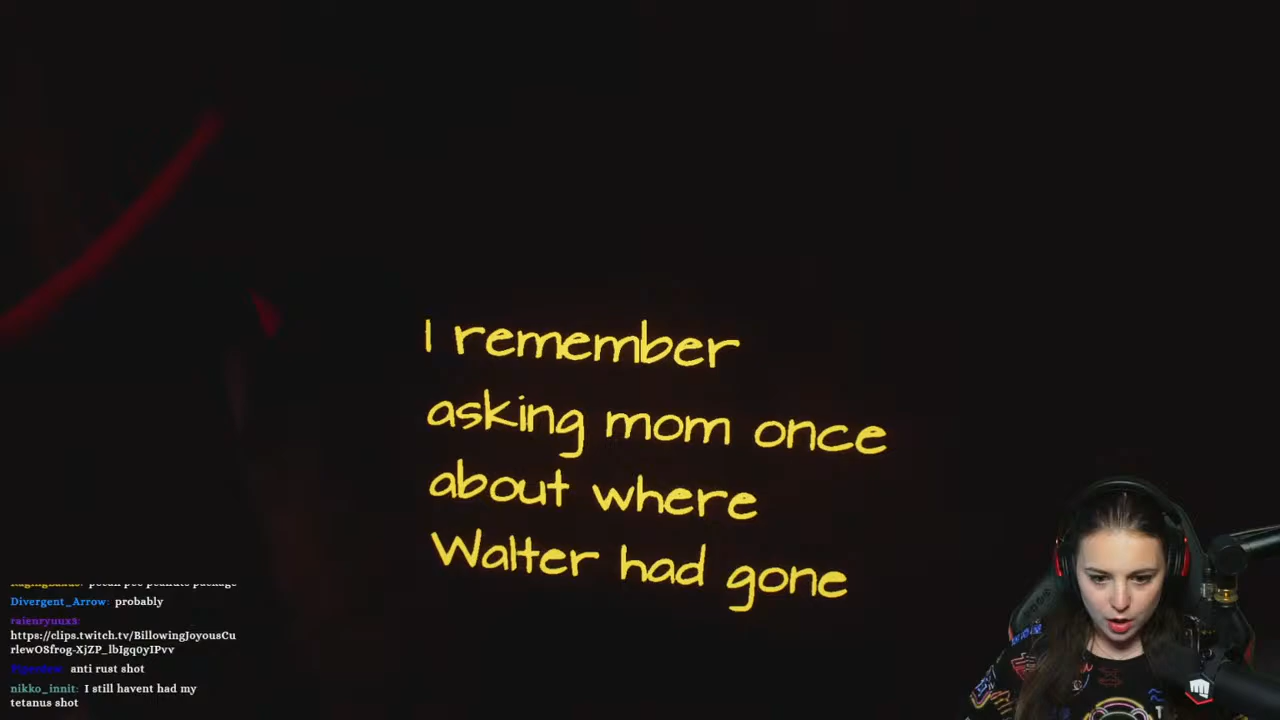 I remember
asking mom once
about where
Walter had gone
Divergent_Arrow: probably
raienryuux3:
https://clips.twitch.tv/BillowingJoyousCu
rlewOSfrog-XjZP_lbIgq0yIPvv
anti rust shot
nikko_innit: I still havent had my
tetanus shot